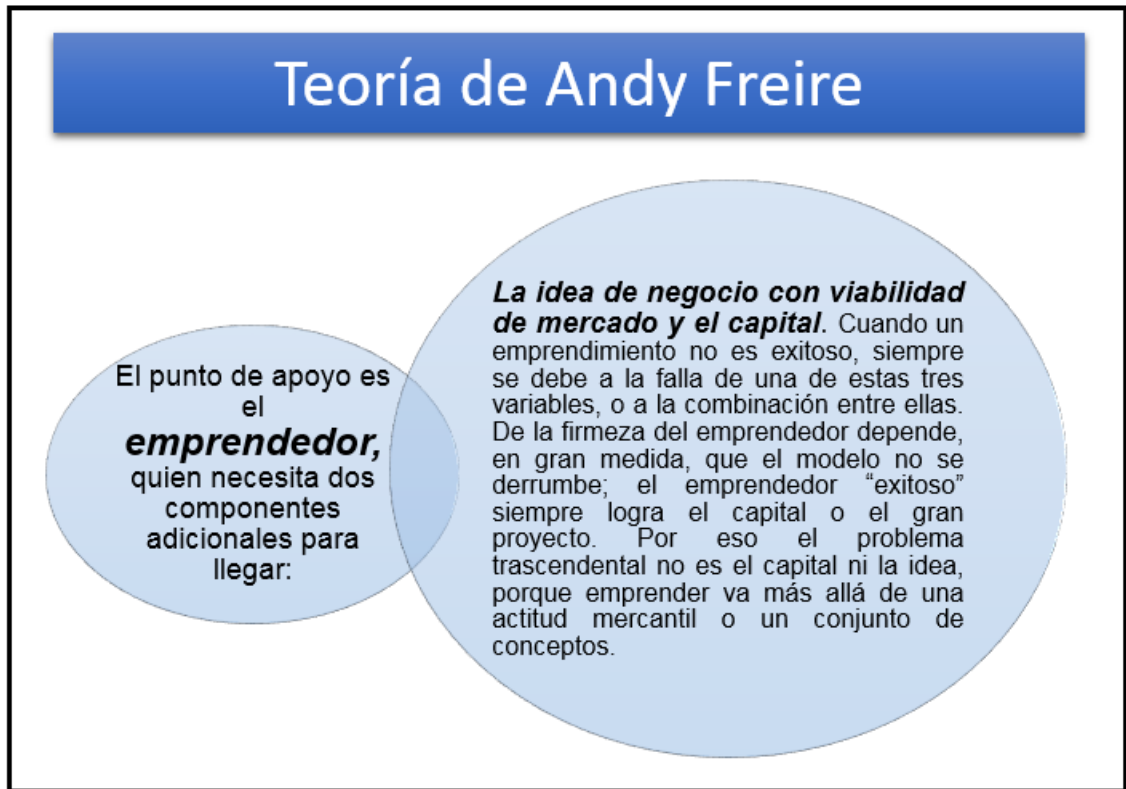 Teoría de Andy Freire
El punto de apoyo es
el
emprendedor,
quien necesita dos
componentes
adicionales para
llegar:
La idea de negocio con viabilidad
de mercado y el capital. Cuando un
emprendimiento no es exitoso, siempre
se debe a la falla de una de estas tres
variables, o a la combinación entre ellas.
De la firmeza del emprendedor depende,
en gran medida, que el modelo no se
derrumbe; el emprendedor “exitoso”
siempre logra el capital o el gran
proyecto. Por eso el problema
trascendental no es el capital ni la idea,
porque emprender va más allá de una
actitud mercantil o un conjunto de
conceptos.